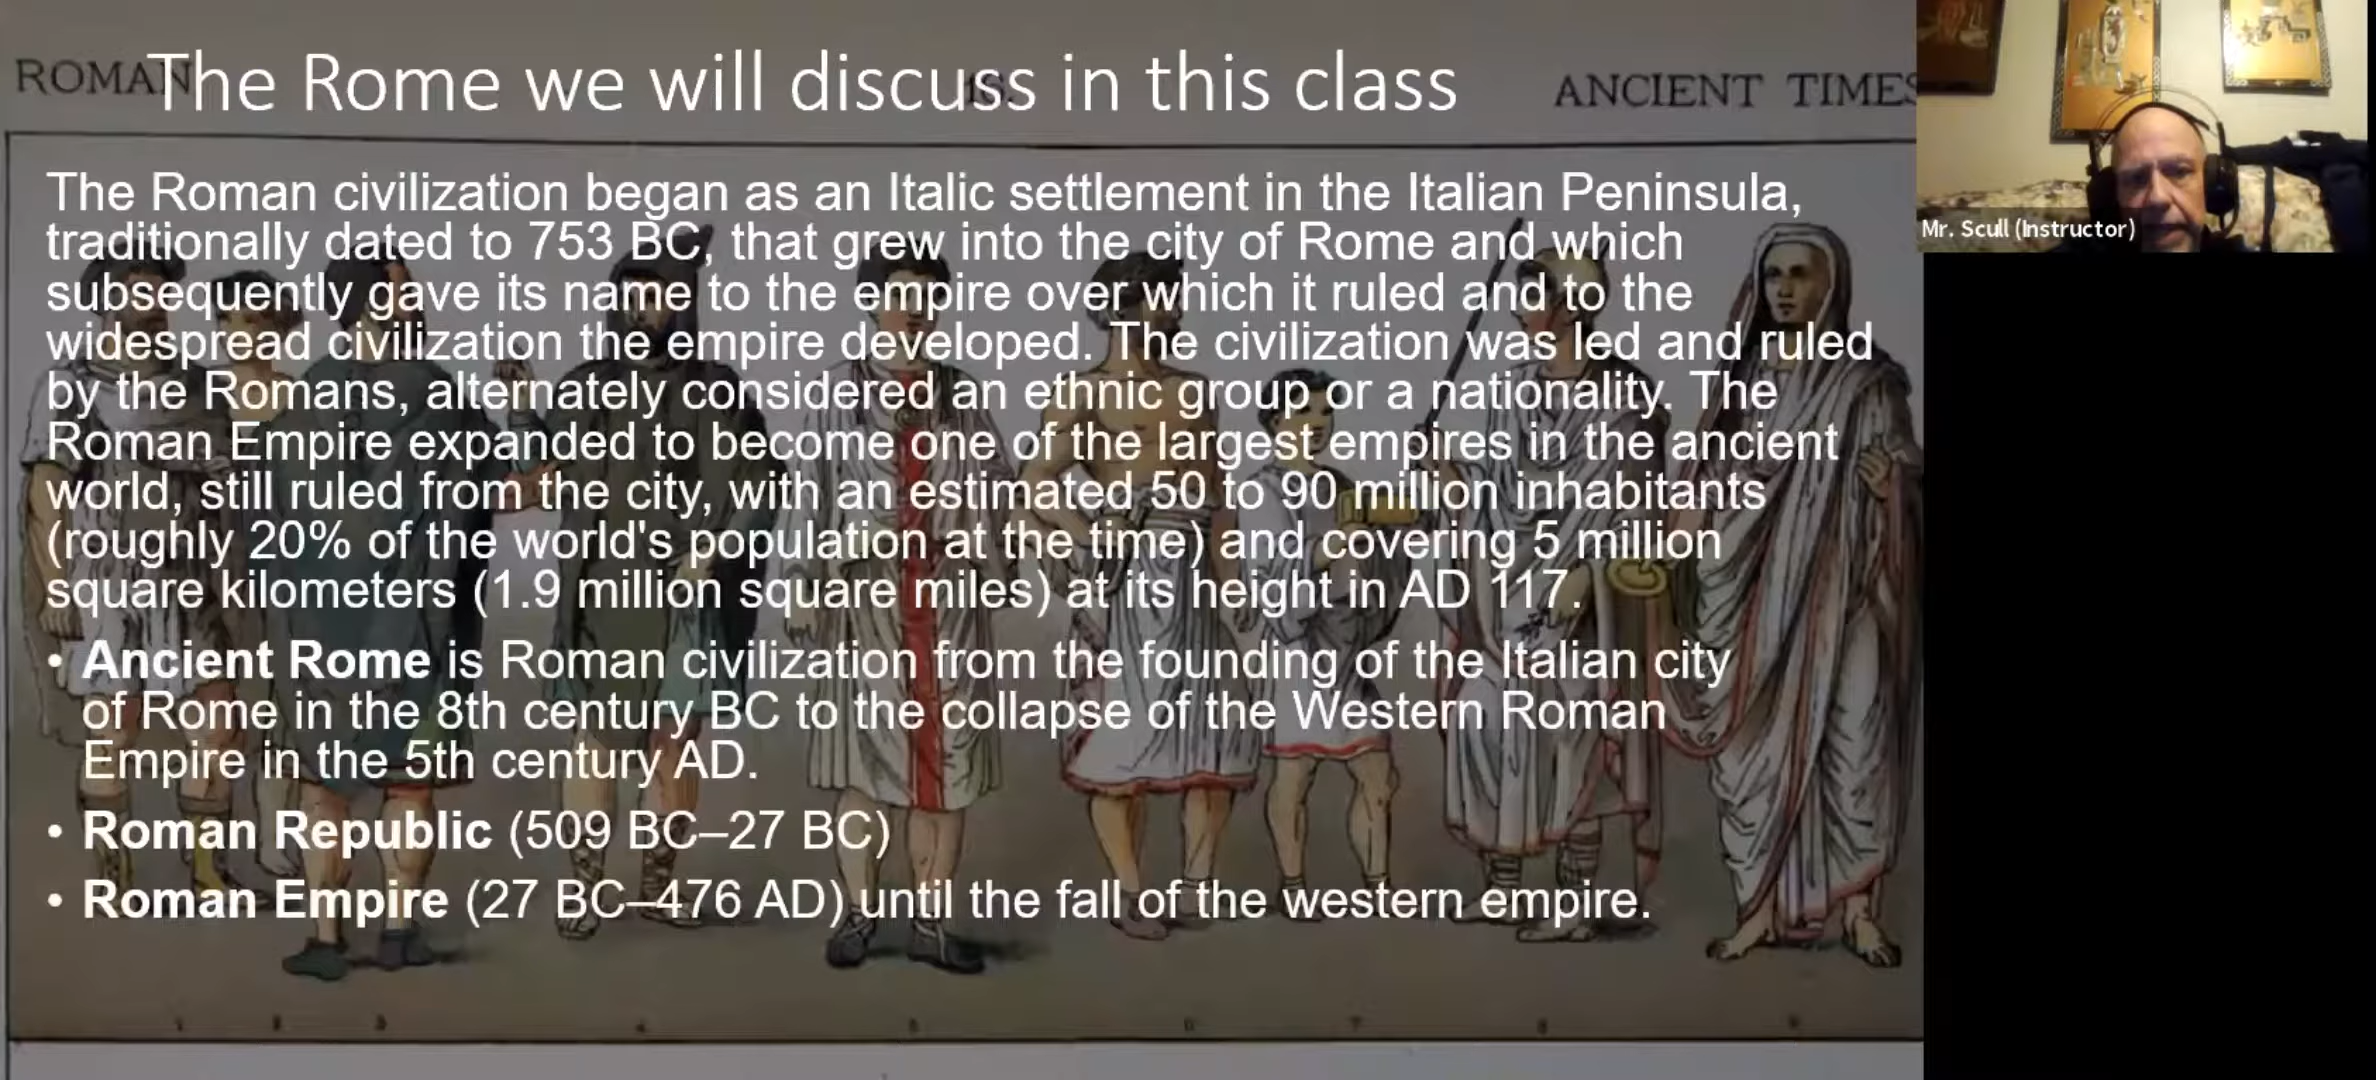 ROMAN
The Rome we will discuss in this class
ANCIENT TIMES
The Roman civilization began as an Italic settlement in the Italian Peninsula,
traditionally dated to 753 BC, that grew into the city of Rome and which
subsequently gave its name to the empire over which it ruled and to the
widespread civilization the empire developed. The civilization was led and ruled
by the Romans, alternately considered an ethnic group or a nationality. The
Roman Empire expanded to become one of the largest empires in the ancient
world, still ruled from the city, with an estimated 50 to 90 million inhabitants
(roughly 20% of the world's population at the time) and covering 5 million
square kilometers (1.9 million square miles) at its height in AD 117.
• Ancient Rome is Roman civilization from the founding of the Italian city
of Rome in the 8th century BC to the collapse of the Western Roman
Empire in the 5th century AD.
• Roman Republic (509 BC–27 BC)
• Roman Empire (27 BC–476 AD) until the fall of the western empire.
Mr. Scull (Instructor)